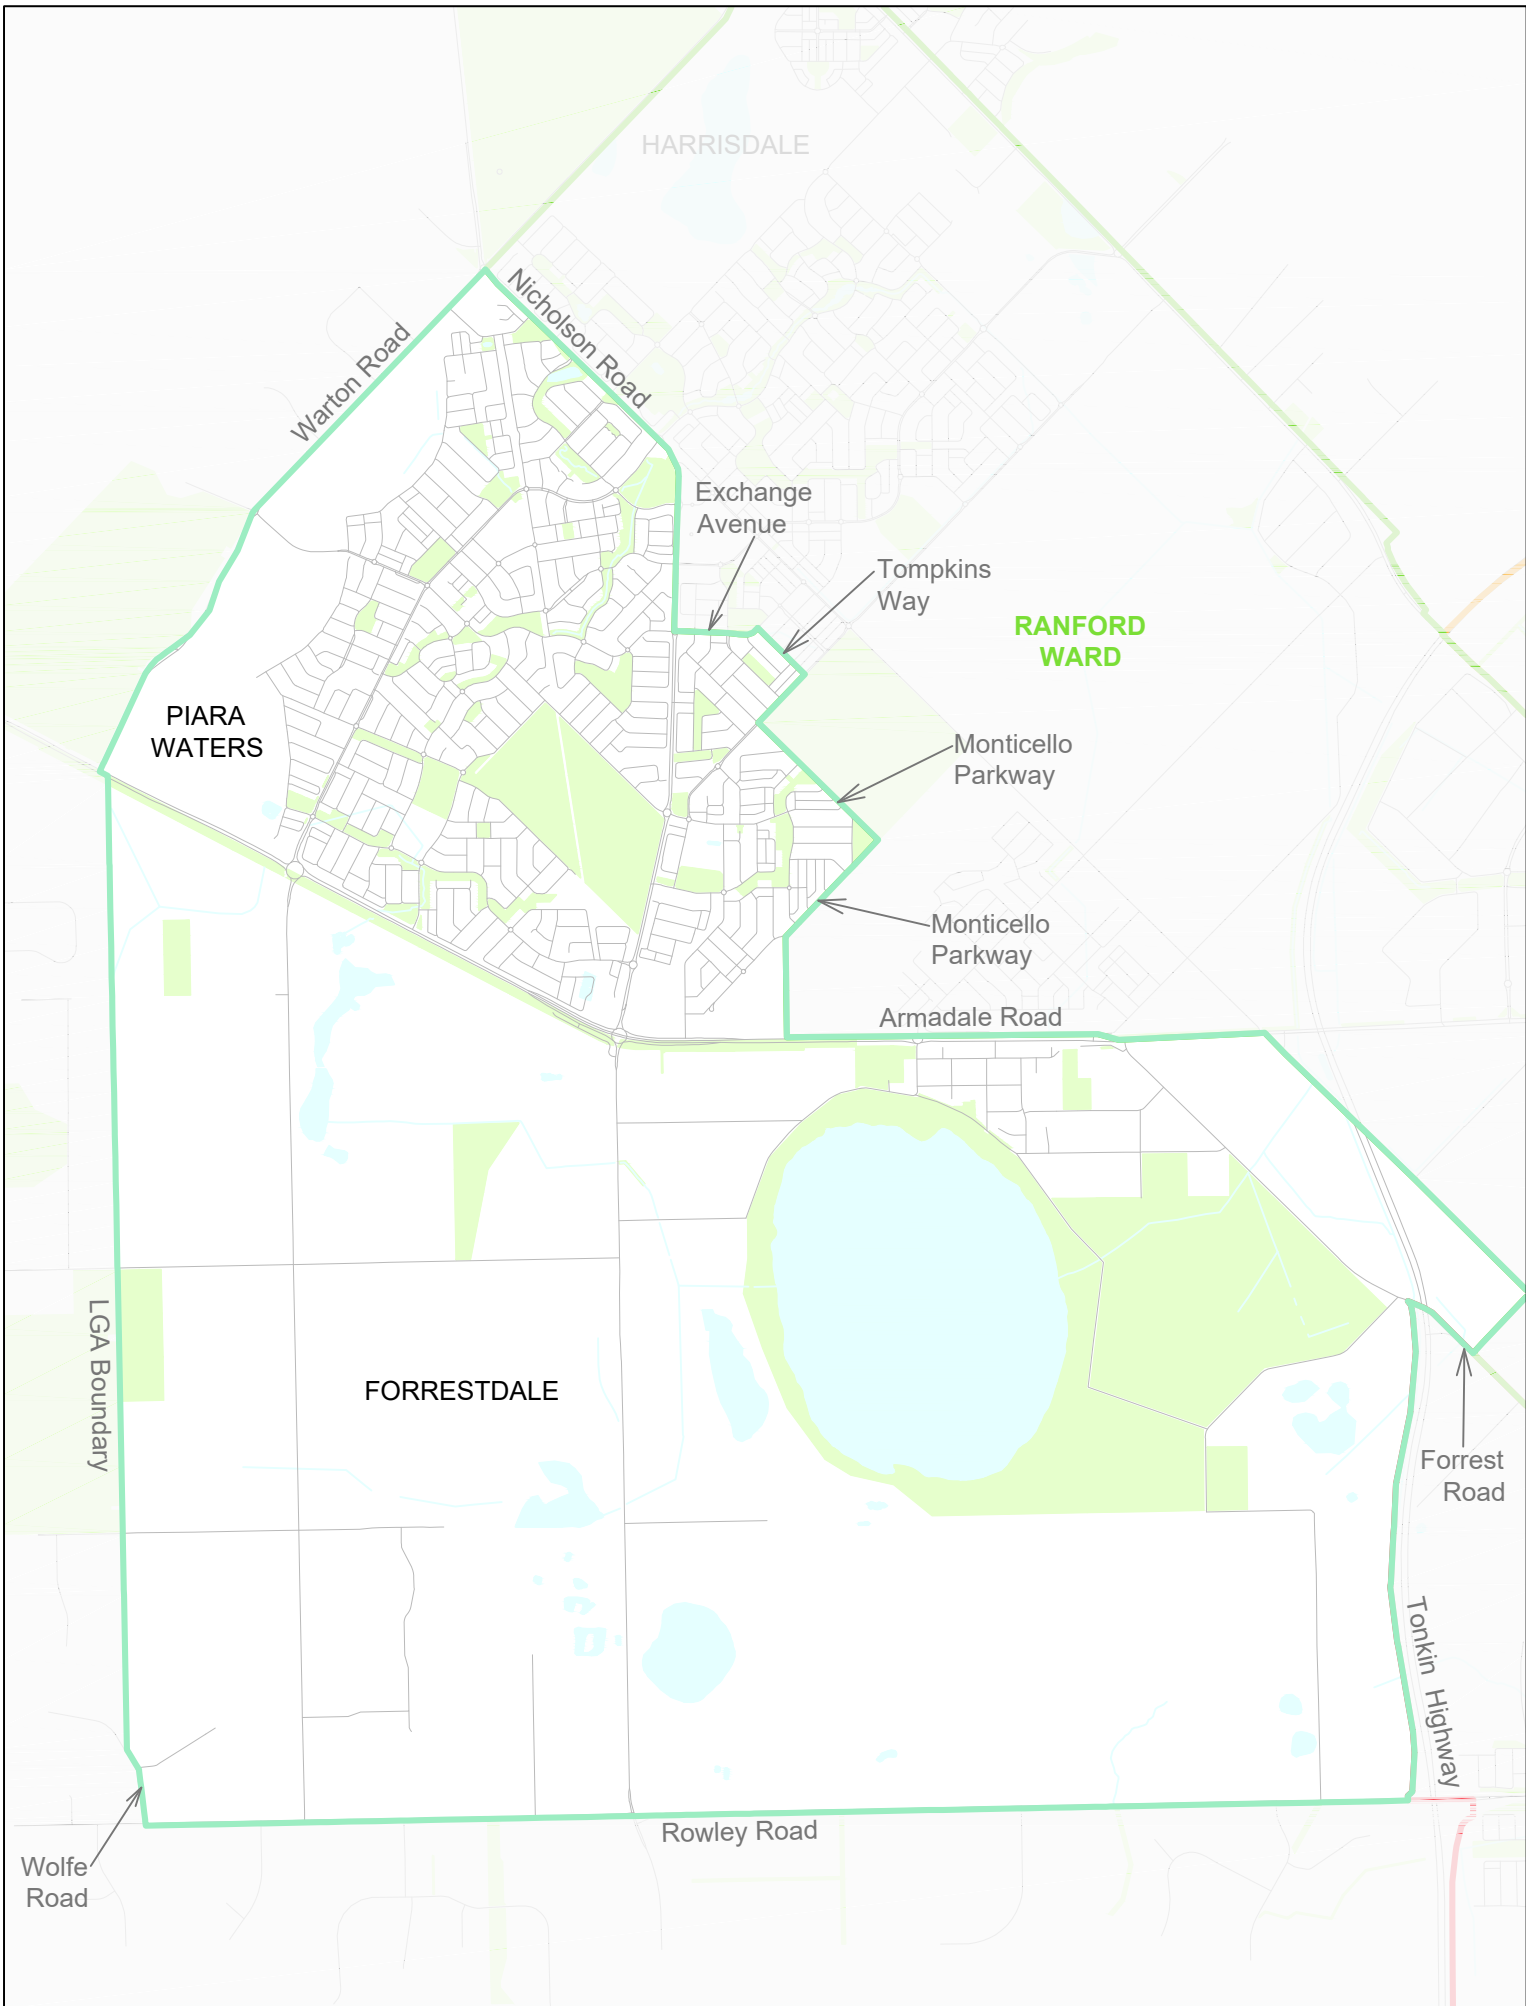 HARRISDALE
Nicholson Road
Warton Road
Exchange
Avenue
Tompkins
Way
RANFORD
WARD
PIARA
WATERS
Monticello
Parkway
Monticello
Parkway
Armadale Road
LGA Boundary
FORRESTDALE
Forrest
Road
Tonkin Highway
Rowley Road
Wolfe
Road